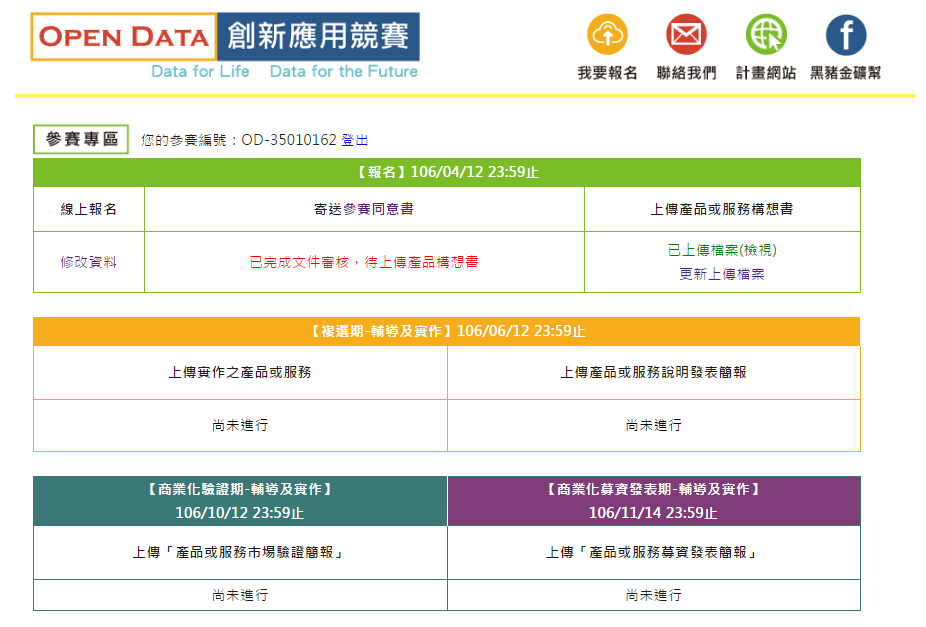 OPEN DATA 創新應用競賽
Data for Life Data for the Future
我要報名 聯絡我們 計畫網站 黑豬金礦幫
參賽專區 您的參賽編號：OD-35010162 登出
【報名】106/04/12 23:59止
線上報名 寄送參賽同意書 上傳產品或服務構想書
修改資料 已完成文件審核，待上傳產品構想書 已上傳檔案(檢視)
更新上傳檔案
【複選期-輔導及實作】106/06/12 23:59止
上傳實作之產品或服務 上傳產品或服務說明發表簡報
尚未進行 尚未進行
【商業化驗證期-輔導及實作】 【商業化募資發表期-輔導及實作】
106/10/12 23:59止 106/11/14 23:59止
上傳「產品或服務市場驗證簡報」 上傳「產品或服務募資發表簡報」
尚未進行 尚未進行